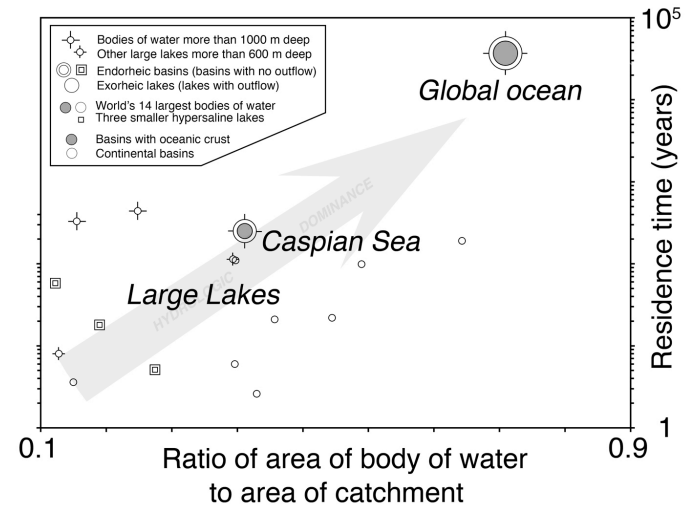 Bodies of water more than 1000 m deep
Other large lakes more than 600 m deep
Endorheic basins (basins with no outflow)
Exorheic lakes (lakes with outflow)
World's 14 largest bodies of water
Three smaller hypersaline lakes
Basins with oceanic crust
Continental basins
10⁵
Global ocean
DOMINANCE
Caspian Sea
Large Lakes
HYDROLOGIC
Residence time (years)
1
0.1
0.9
Ratio of area of body of water
to area of catchment